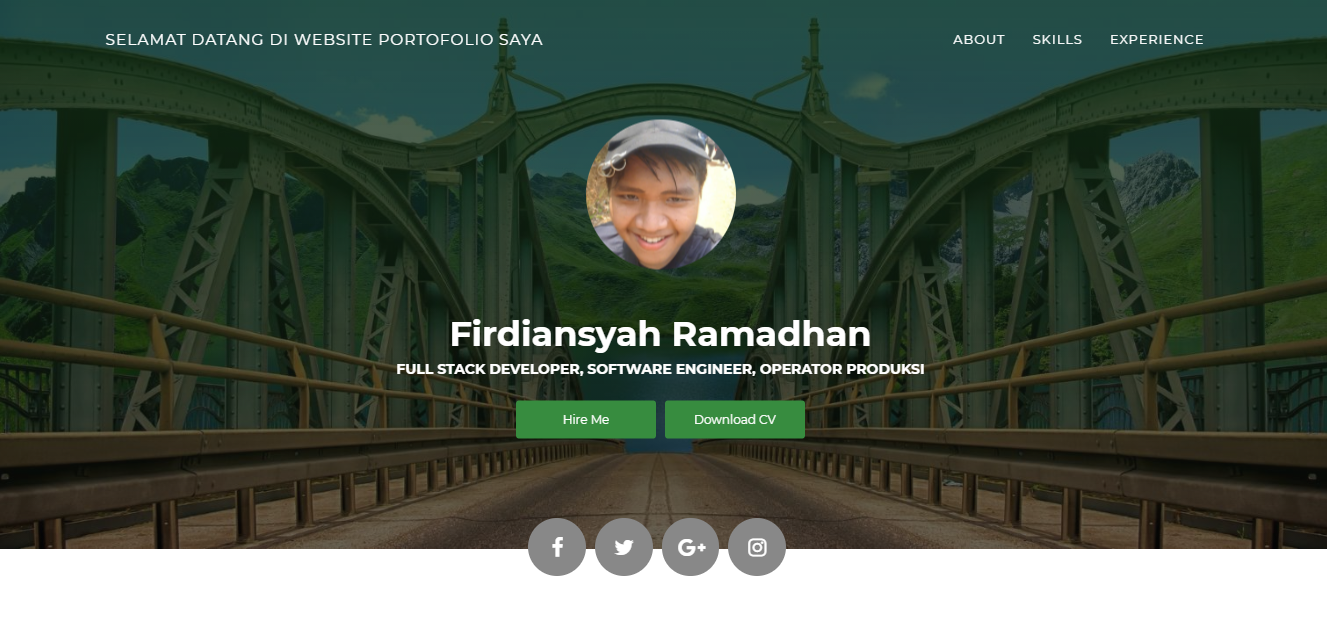 SELAMAT DATANG DI WEBSITE PORTOFOLIO SAYA
ABOUT SKILLS EXPERIENCE
Firdiansyah Ramadhan
FULL STACK DEVELOPER, SOFTWARE ENGINEER, OPERATOR PRODUKSI
Hire Me Download CV